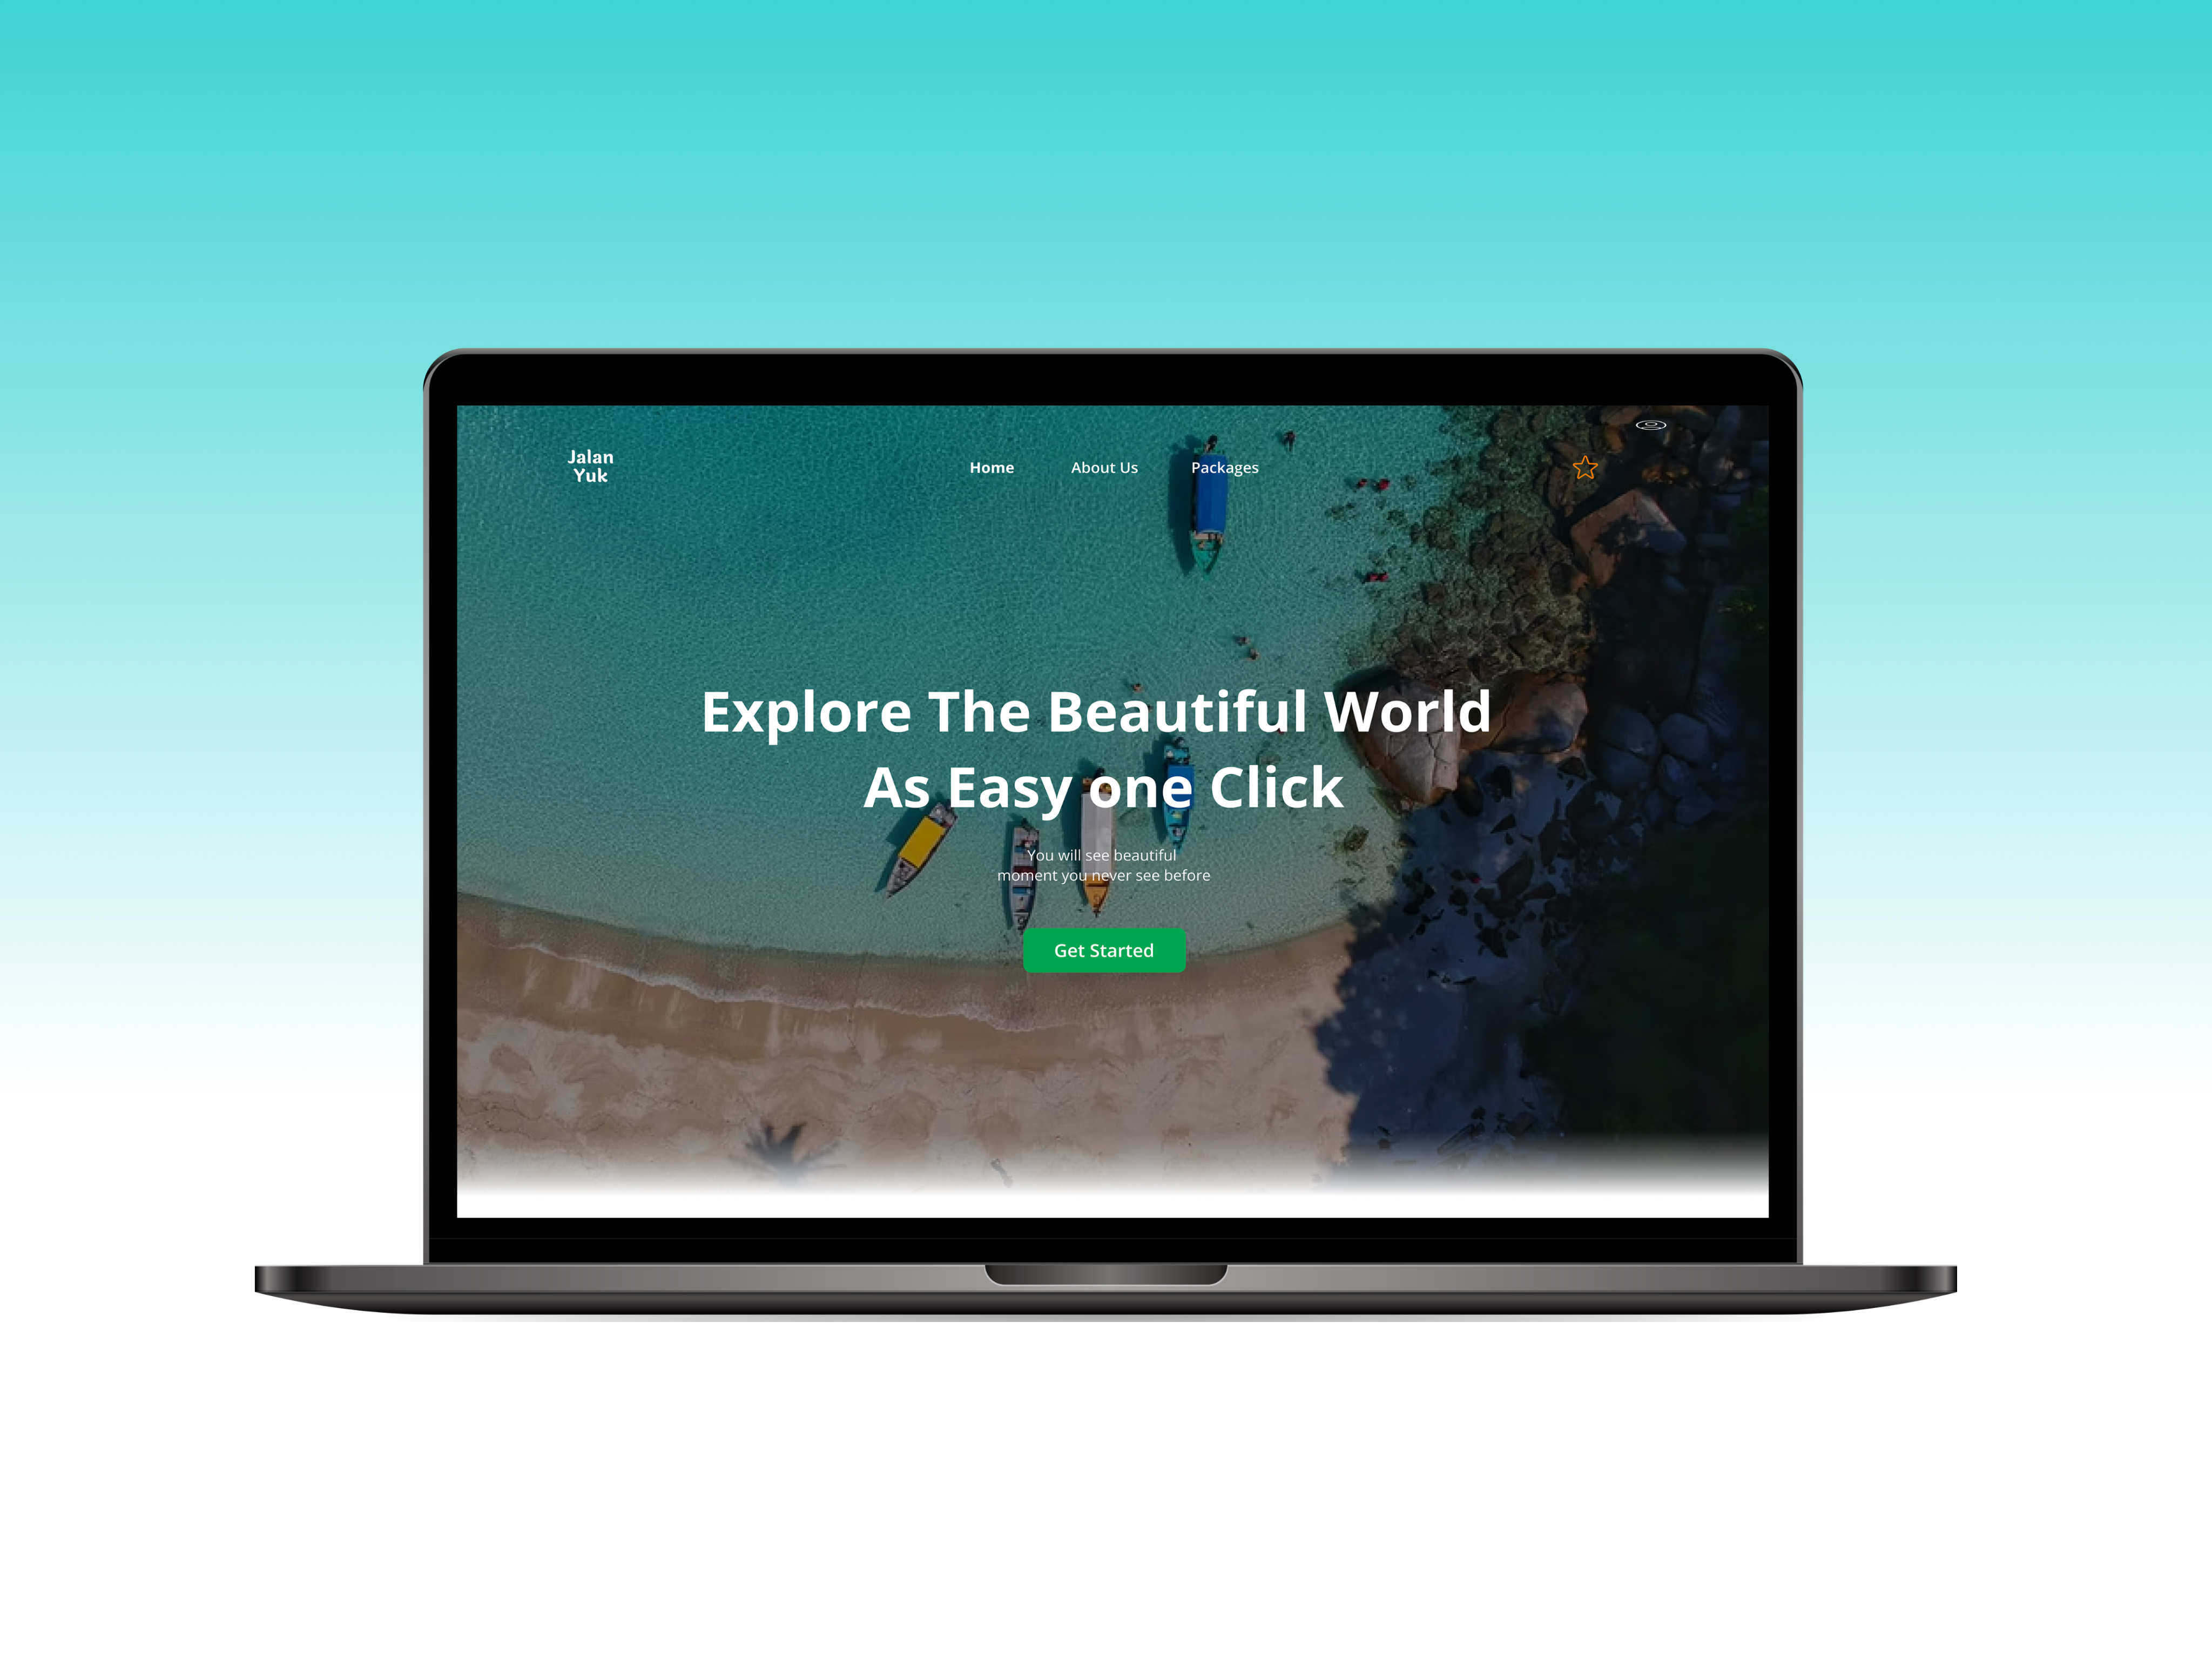 Jalan
Yuk
Home
About Us
Packages
Explore The Beautiful World
As Easy one Click
You will see beautiful
moment you never see before
Get Started